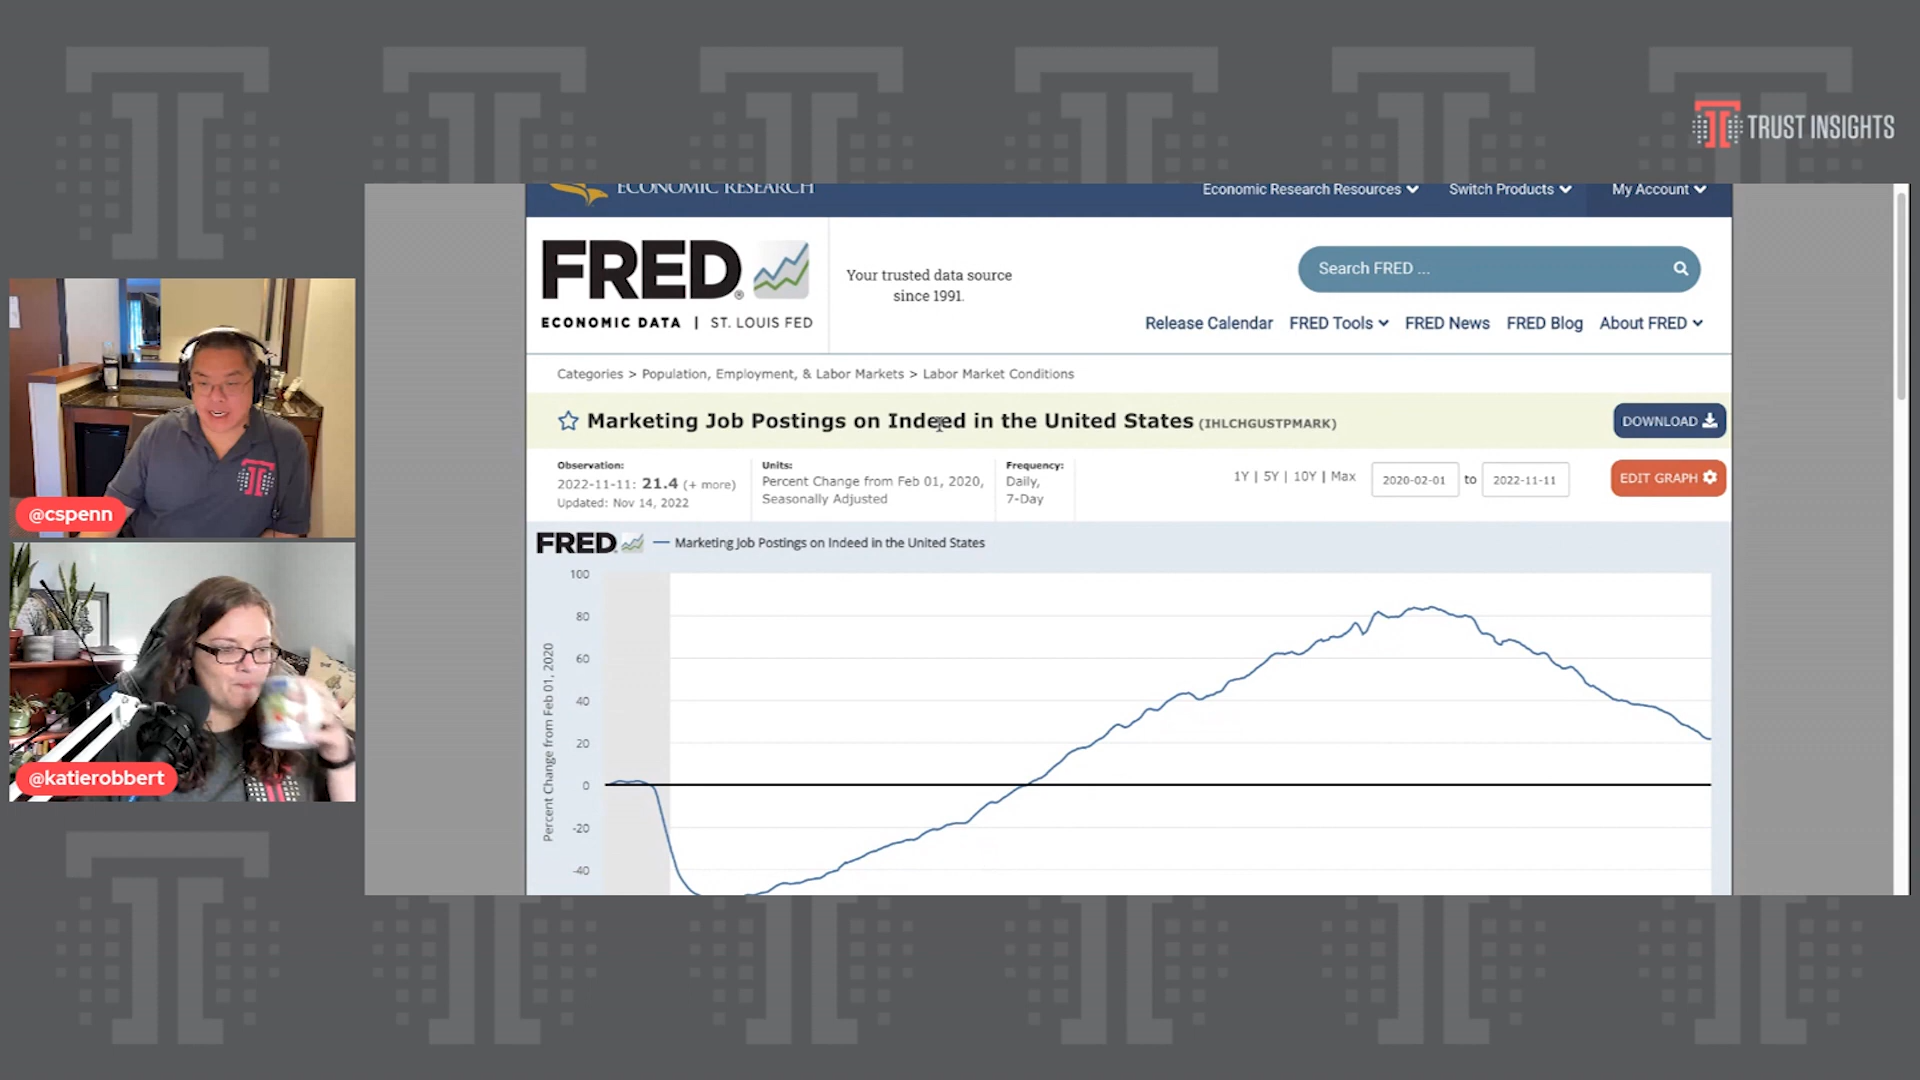 TRUST INSIGHTS
ECONOMIC RESEARCH
Economic Research Resources
Switch Products
My Account
FRED®
ECONOMIC DATA | ST. LOUIS FED
Your trusted data source
since 1991.
Search FRED ...
Release Calendar
FRED Tools
FRED News
FRED Blog
About FRED
Categories > Population, Employment, & Labor Markets > Labor Market Conditions
Marketing Job Postings on Indeed in the United States (IHLCHGUSTPMARK)
DOWNLOAD
Observation:
2022-11-11: 21.4 (+ more)
Updated: Nov 14, 2022
Units:
Percent Change from Feb 01, 2020,
Seasonally Adjusted
Frequency:
Daily,
7-Day
1Y | 5Y | 10Y | Max
2020-02-01 to 2022-11-11
EDIT GRAPH
FRED
Marketing Job Postings on Indeed in the United States
100
80
60
40
20
0
-20
-40
Percent Change from Feb 01, 2020
@cspenn
@katierobbert